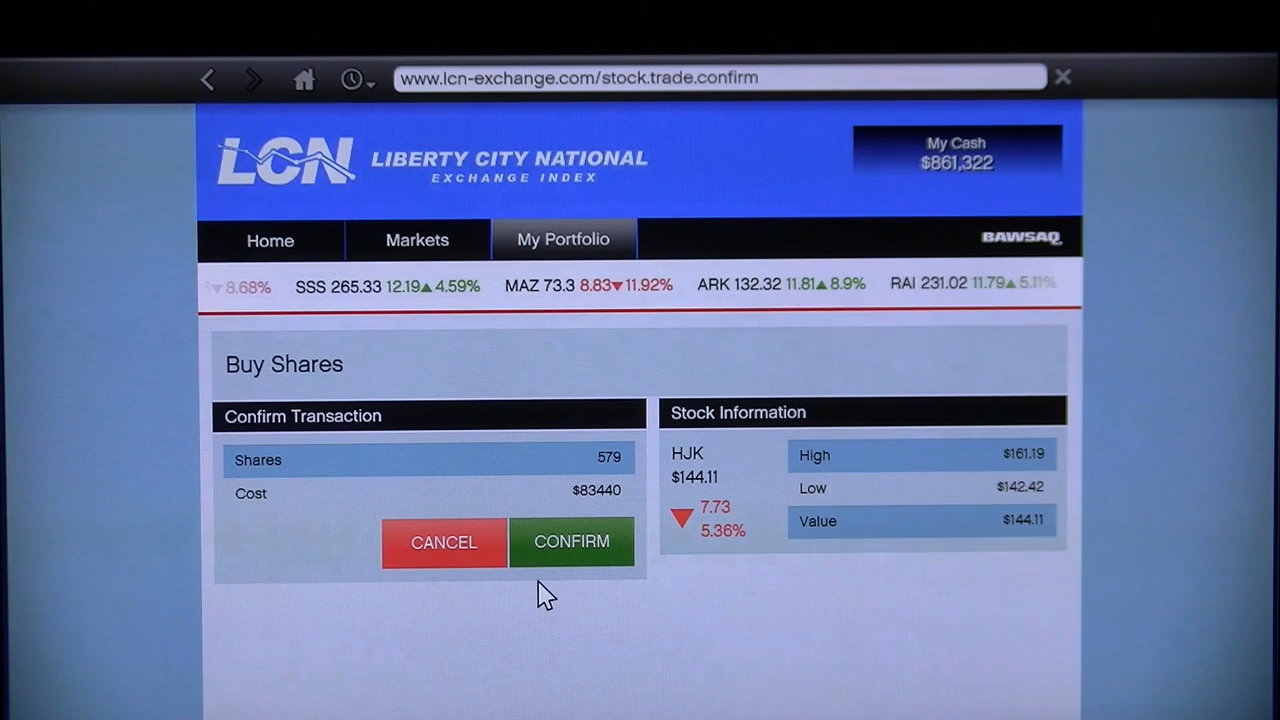 www.lcn-exchange.com/stock.trade.confirm
LCN LIBERTY CITY NATIONAL
EXCHANGE INDEX
My Cash
$861,322
Home Markets My Portfolio BAWSAQ
8.68% SSS 265.33 12.19▲4.59% MAZ 73.3 8.83▼11.92% ARK 132.32 11.81▲8.9% RAI 231.02 11.79▲5.11%
Buy Shares
Confirm Transaction
Shares 579
Cost $83440
CANCEL CONFIRM
Stock Information
HJK
$144.11
7.73
5.36%
High $161.19
Low $142.42
Value $144.11